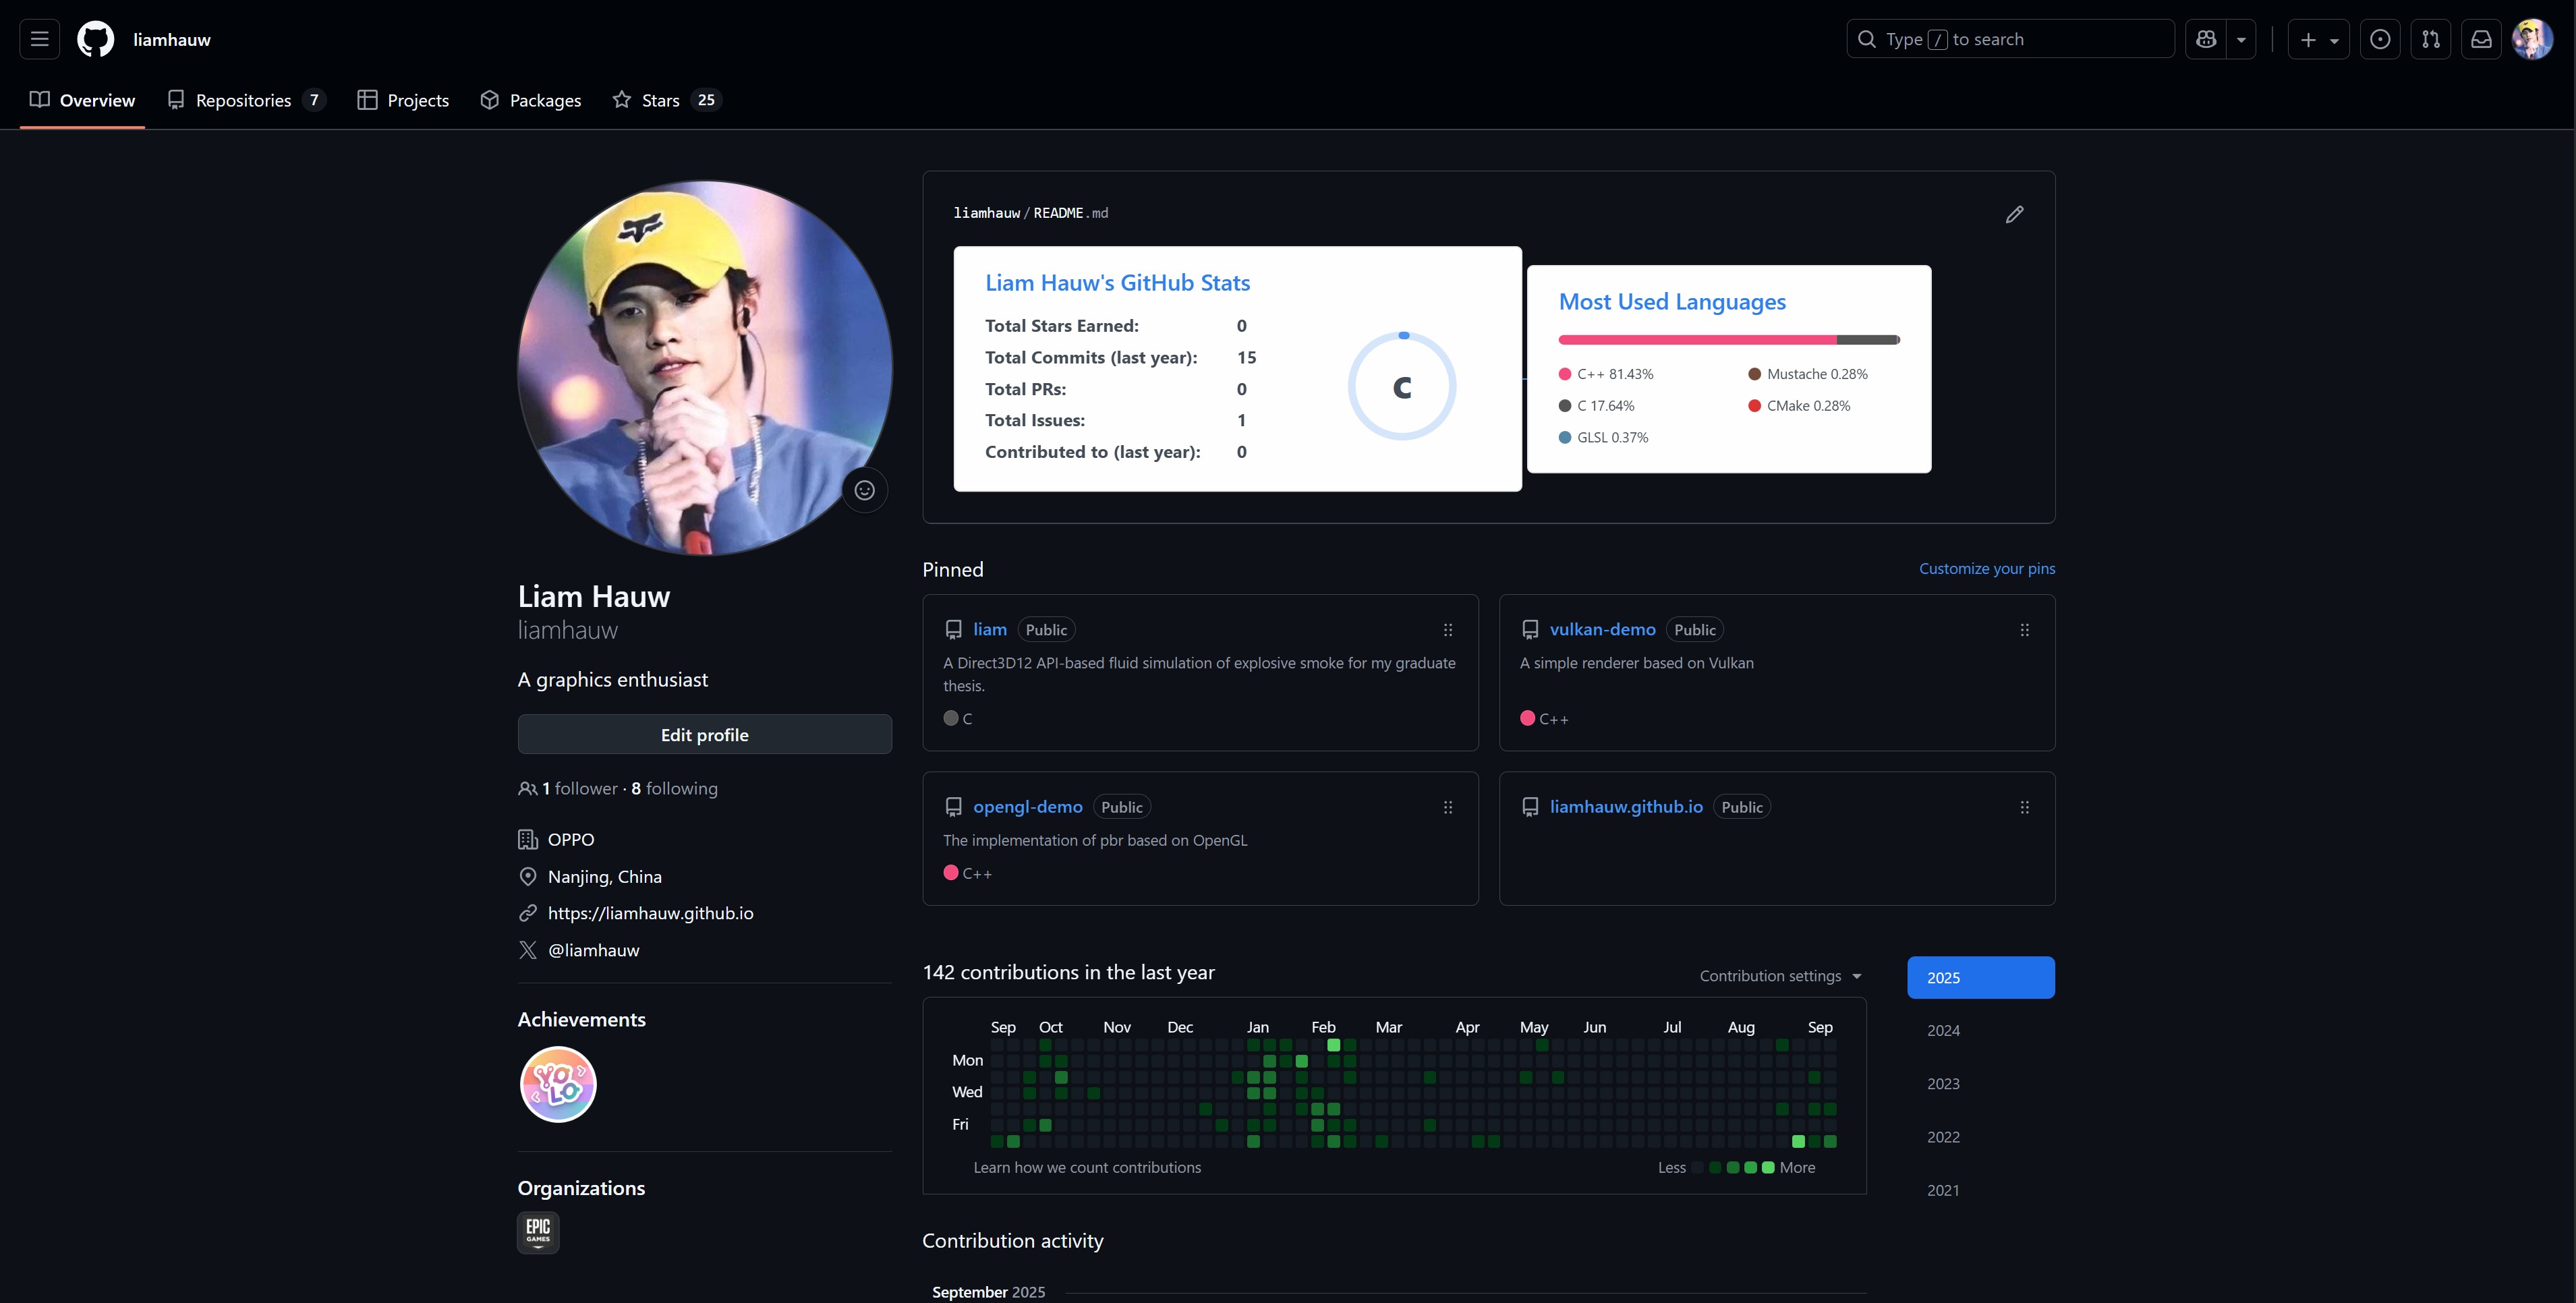 liamhauw
Type / to search
Overview
Repositories 7
Projects
Packages
Stars 25
liamhauw/README.md
Liam Hauw's GitHub Stats
Total Stars Earned: 0
Total Commits (last year): 15
Total PRs: 0
Total Issues: 1
Contributed to (last year): 0
C
Most Used Languages
C++ 81.43%
Mustache 0.28%
C 17.64%
CMake 0.28%
GLSL 0.37%
Liam Hauw
liamhauw
A graphics enthusiast
Edit profile
1 follower · 8 following
OPPO
Nanjing, China
https://liamhauw.github.io
@liamhauw
Achievements
YOLO
Organizations
EPIC
GAMES
Pinned
Customize your pins
liam Public
A Direct3D12 API-based fluid simulation of explosive smoke for my graduate
thesis.
C
vulkan-demo Public
A simple renderer based on Vulkan
C++
opengl-demo Public
The implementation of pbr based on OpenGL
C++
liamhauw.github.io Public
142 contributions in the last year
Contribution settings
Sep Oct Nov Dec Jan Feb Mar Apr May Jun Jul Aug Sep
Mon
Wed
Fri
Learn how we count contributions
Less More
2025
2024
2023
2022
2021
Contribution activity
September 2025